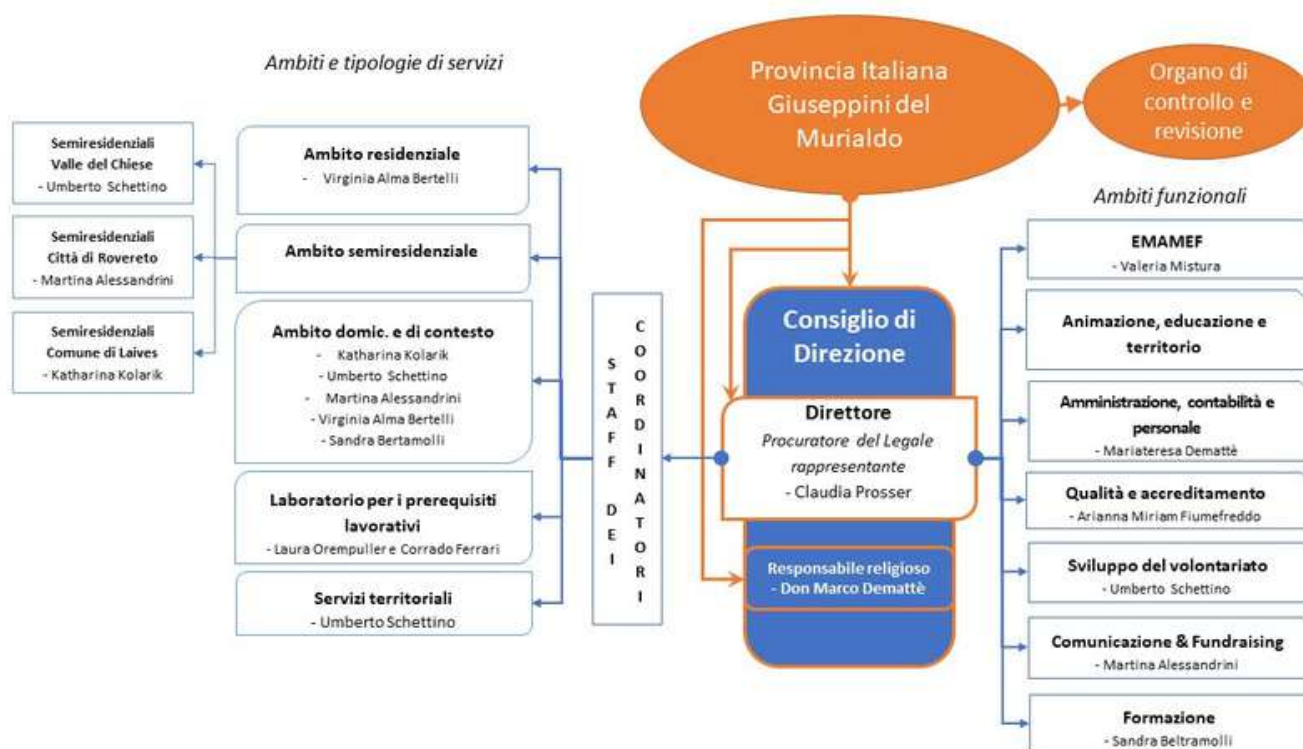 Ambiti e tipologie di servizi
Semiresidenziali
Valle del Chiese
- Umberto Schettino
Semiresidenziali
Città di Rovereto
- Martina Alessandrini
Semiresidenziali
Comune di Laives
- Katharina Kolarik
Ambito residenziale
- Virginia Alma Bertelli
Ambito semiresidenziale
Ambito domic. e di contesto
- Katharina Kolarik
- Umberto Schettino
- Martina Alessandrini
- Virginia Alma Bertelli
- Sandra Bertamolli
Laboratorio per i prerequisiti
lavorativi
- Laura Orempuller e Corrado Ferrari
Servizi territoriali
- Umberto Schettino
STAFF DEI
COORDINATORI
Provincia Italiana
Giuseppini del
Murialdo
Organo di
controllo e
revisione
Consiglio di
Direzione
Direttore
Procuratore del Legale
rappresentante
- Claudia Prosser
Responsabile religioso
- Don Marco Demattè
Ambiti funzionali
EMAMEF
- Valeria Mistura
Animazione, educazione e
territorio
Amministrazione, contabilità e
personale
- Mariateresa Demattè
Qualità e accreditamento
- Arianna Miriam Fiumefreddo
Sviluppo del volontariato
- Umberto Schettino
Comunicazione & Fundraising
- Martina Alessandrini
Formazione
- Sandra Beltramolli